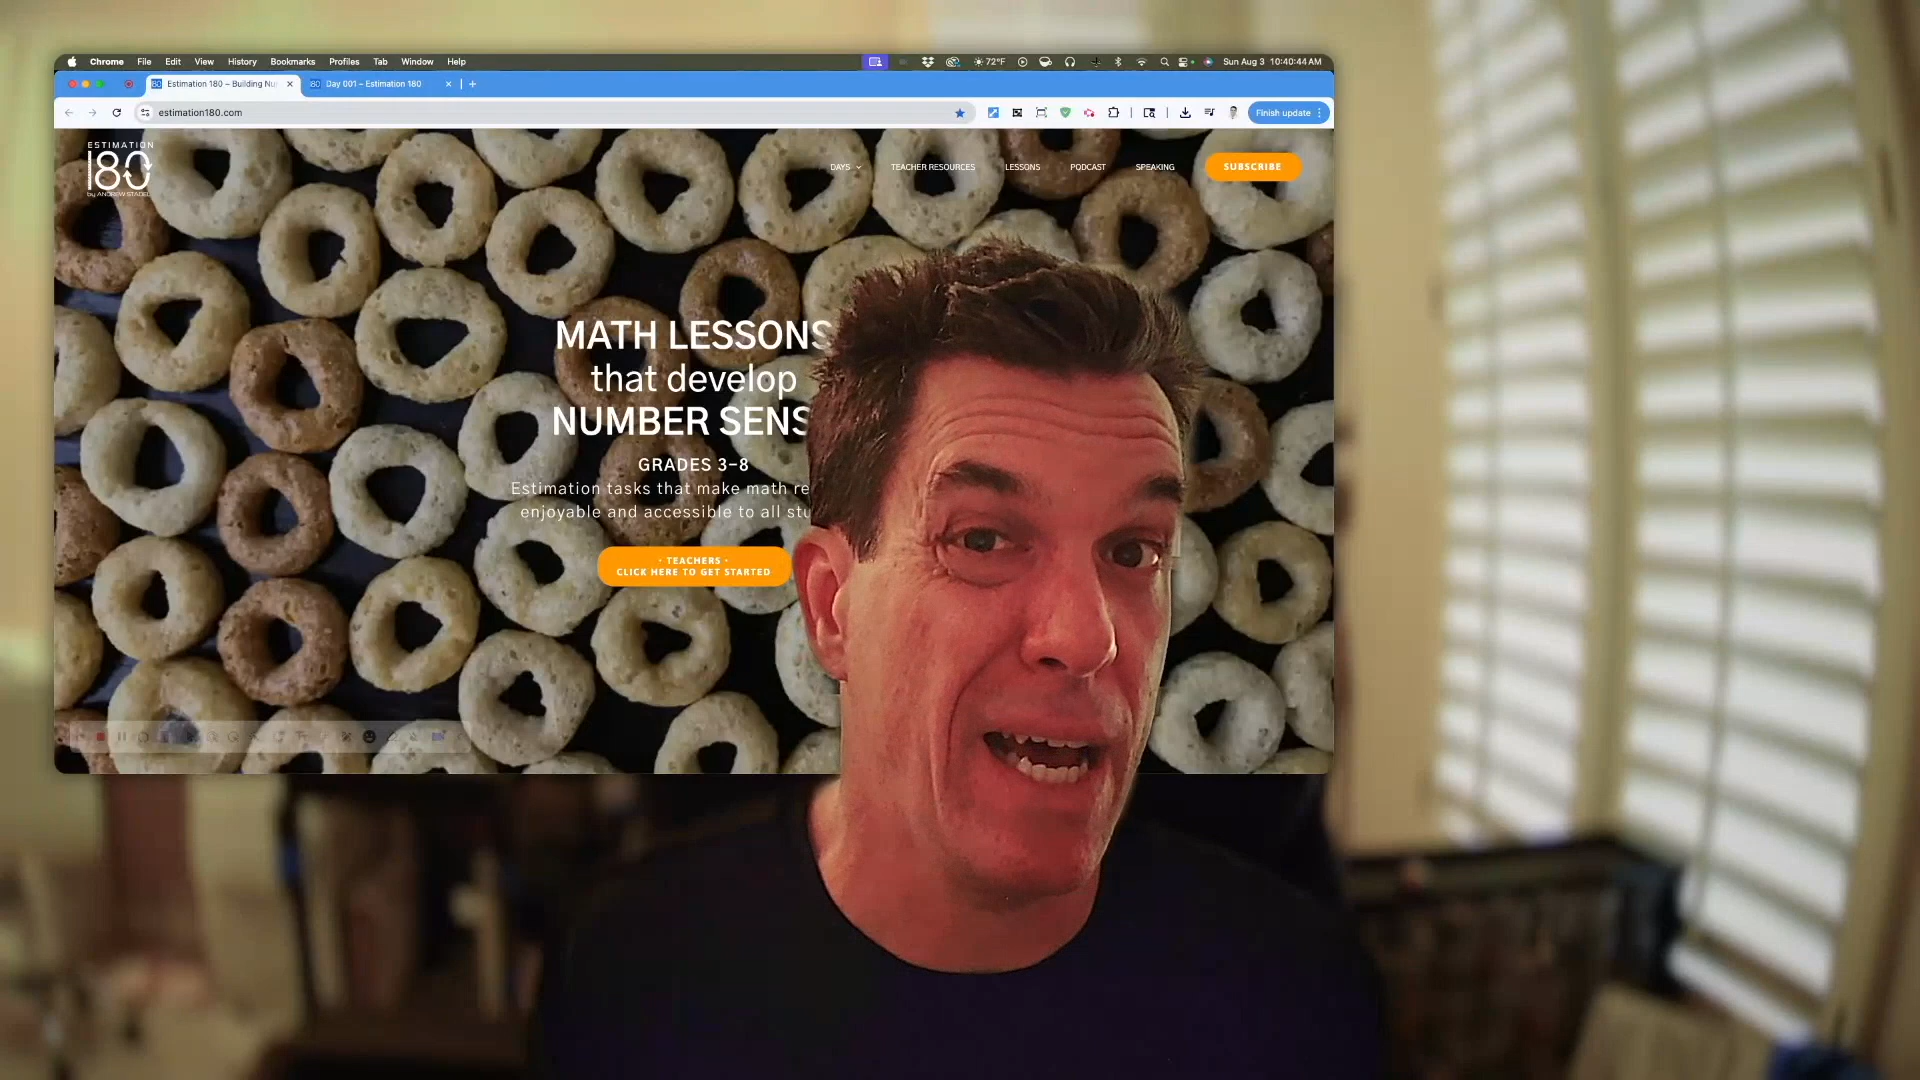 Chrome File Edit View History Bookmarks Profiles Tab Window Help
72°F Sun Aug 3 10:40:44 AM
Estimation 180 – Building Nu
Day 001 – Estimation 180
estimation180.com
Finish update
ESTIMATION
180
by ANDREW STADEL
DAYS TEACHER RESOURCES LESSONS PODCAST SPEAKING SUBSCRIBE
MATH LESSONS
that develop
NUMBER SENS
GRADES 3–8
Estimation tasks that make math re
enjoyable and accessible to all stu
- TEACHERS -
CLICK HERE TO GET STARTED